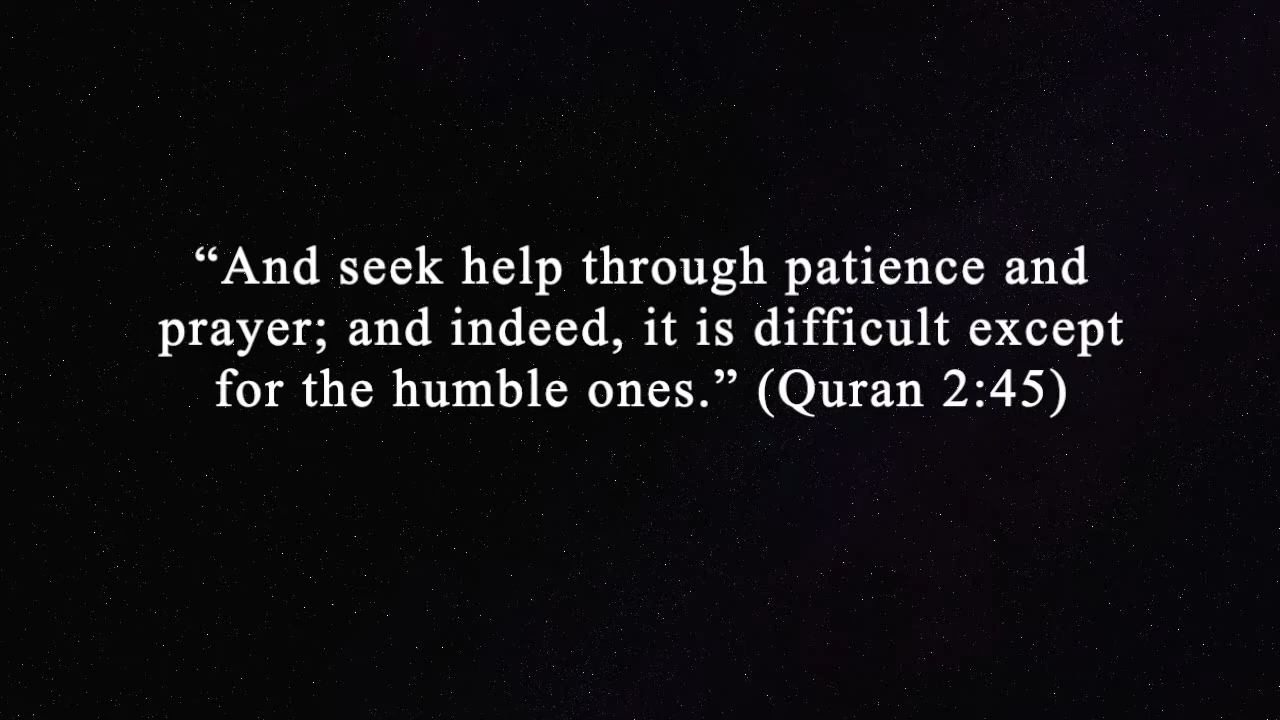 “And seek help through patience and
prayer; and indeed, it is difficult except
for the humble ones.” (Quran 2:45)